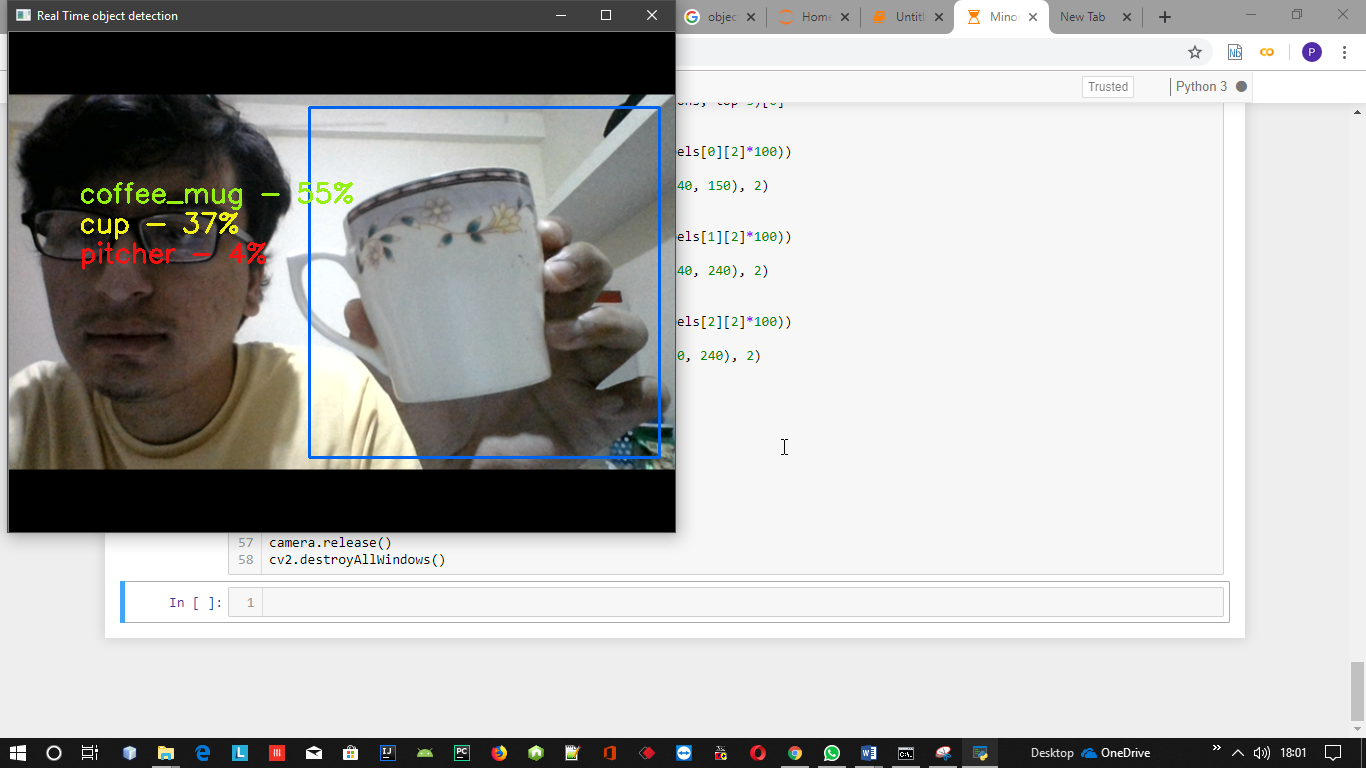 Real Time object detection
objec
Home
Untitl
Mino
New Tab
Nb
CO
P
Trusted
Python 3
coffee_mug - 55%
cup - 37%
pitcher - 4%
els[0][2]*100))
40, 150), 2)
els[1][2]*100))
40, 240), 2)
els[2][2]*100))
0, 240), 2)
57 camera.release()
58 cv2.destroyAllWindows()
In [ ]: 1
Desktop
OneDrive
18:01